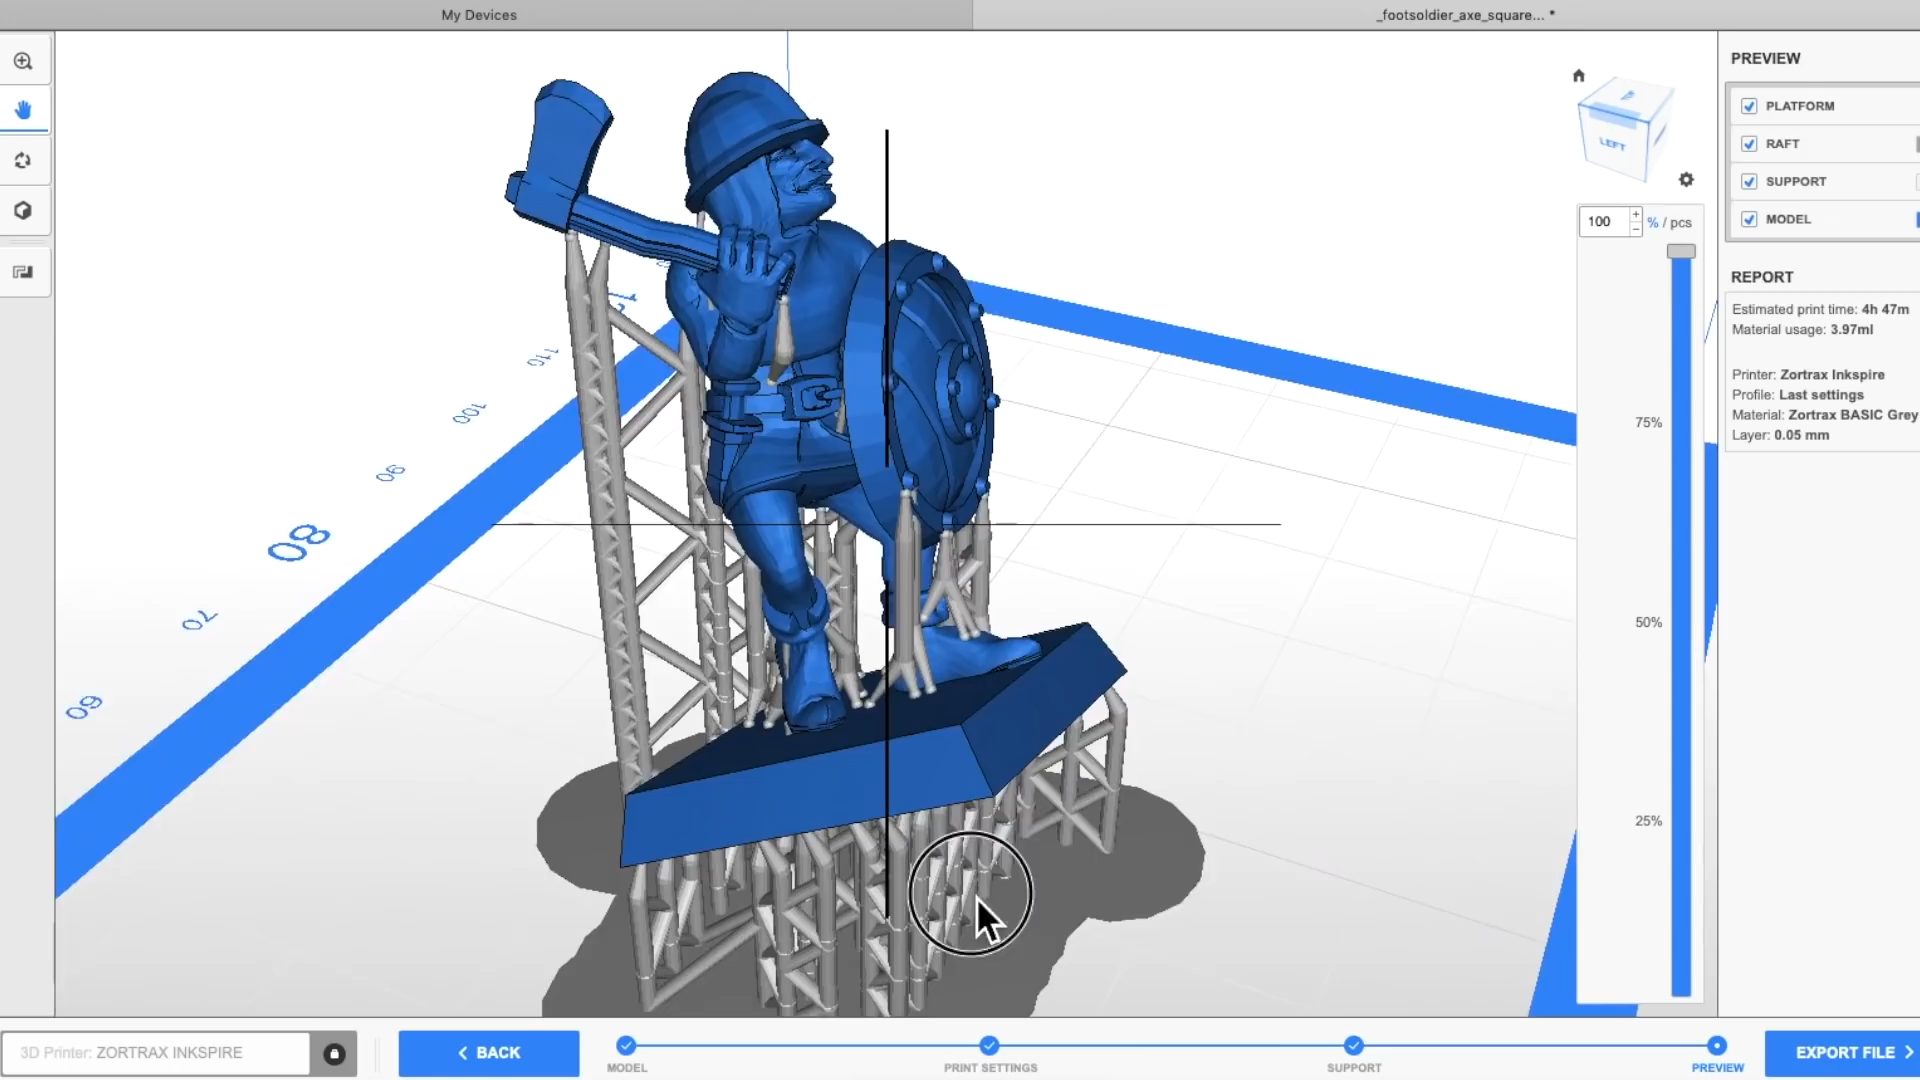 My Devices
_footsoldier_axe_square... *
PREVIEW
PLATFORM
RAFT
SUPPORT
MODEL
LEFT
100 + − % / pcs
REPORT
Estimated print time: 4h 47m
Material usage: 3.97ml
Printer: Zortrax Inkspire
Profile: Last settings
Material: Zortrax BASIC Grey
Layer: 0.05 mm
75%
50%
25%
110
100
90
80
70
60
3D Printer: ZORTRAX INKSPIRE
BACK
MODEL
PRINT SETTINGS
SUPPORT
PREVIEW
EXPORT FILE